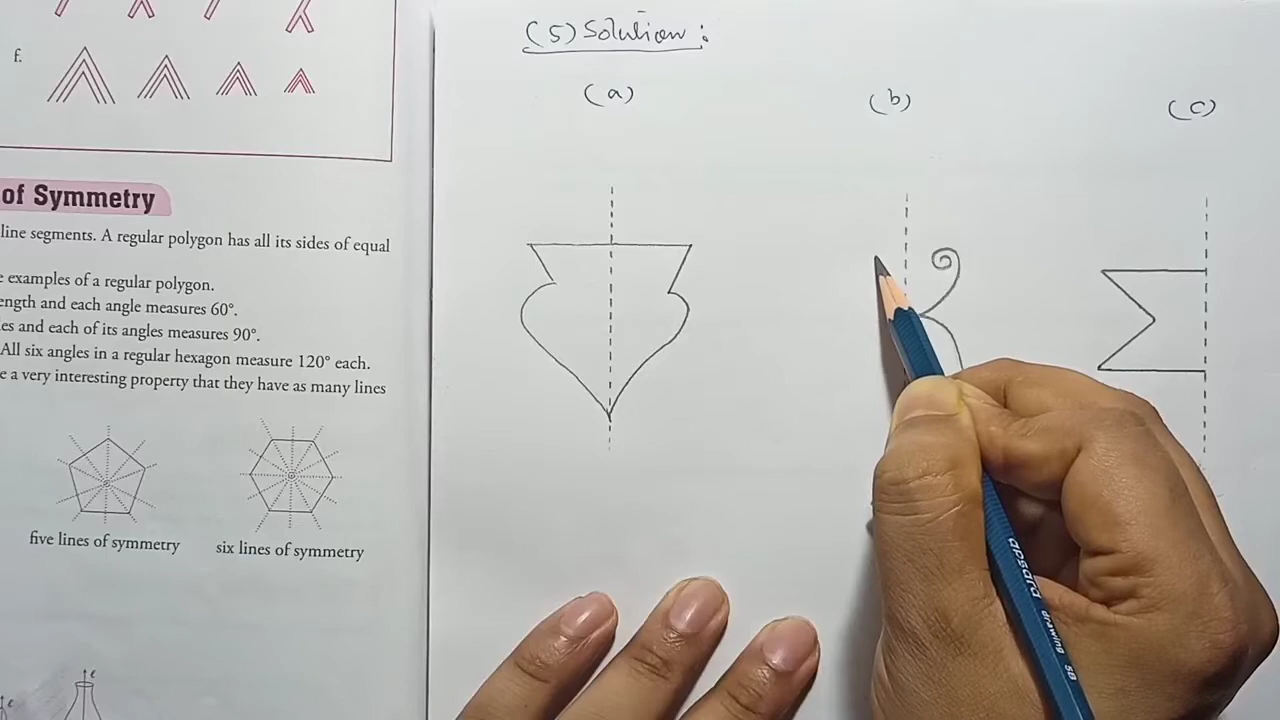 f.
of Symmetry
line segments. A regular polygon has all its sides of equal
e examples of a regular polygon.
ength and each angle measures 60°.
les and each of its angles measures 90°.
All six angles in a regular hexagon measure 120° each.
e a very interesting property that they have as many lines
five lines of symmetry
six lines of symmetry
ℓ
(5) Solution:
(a)
(b)
(c)
apsara drawing 5B